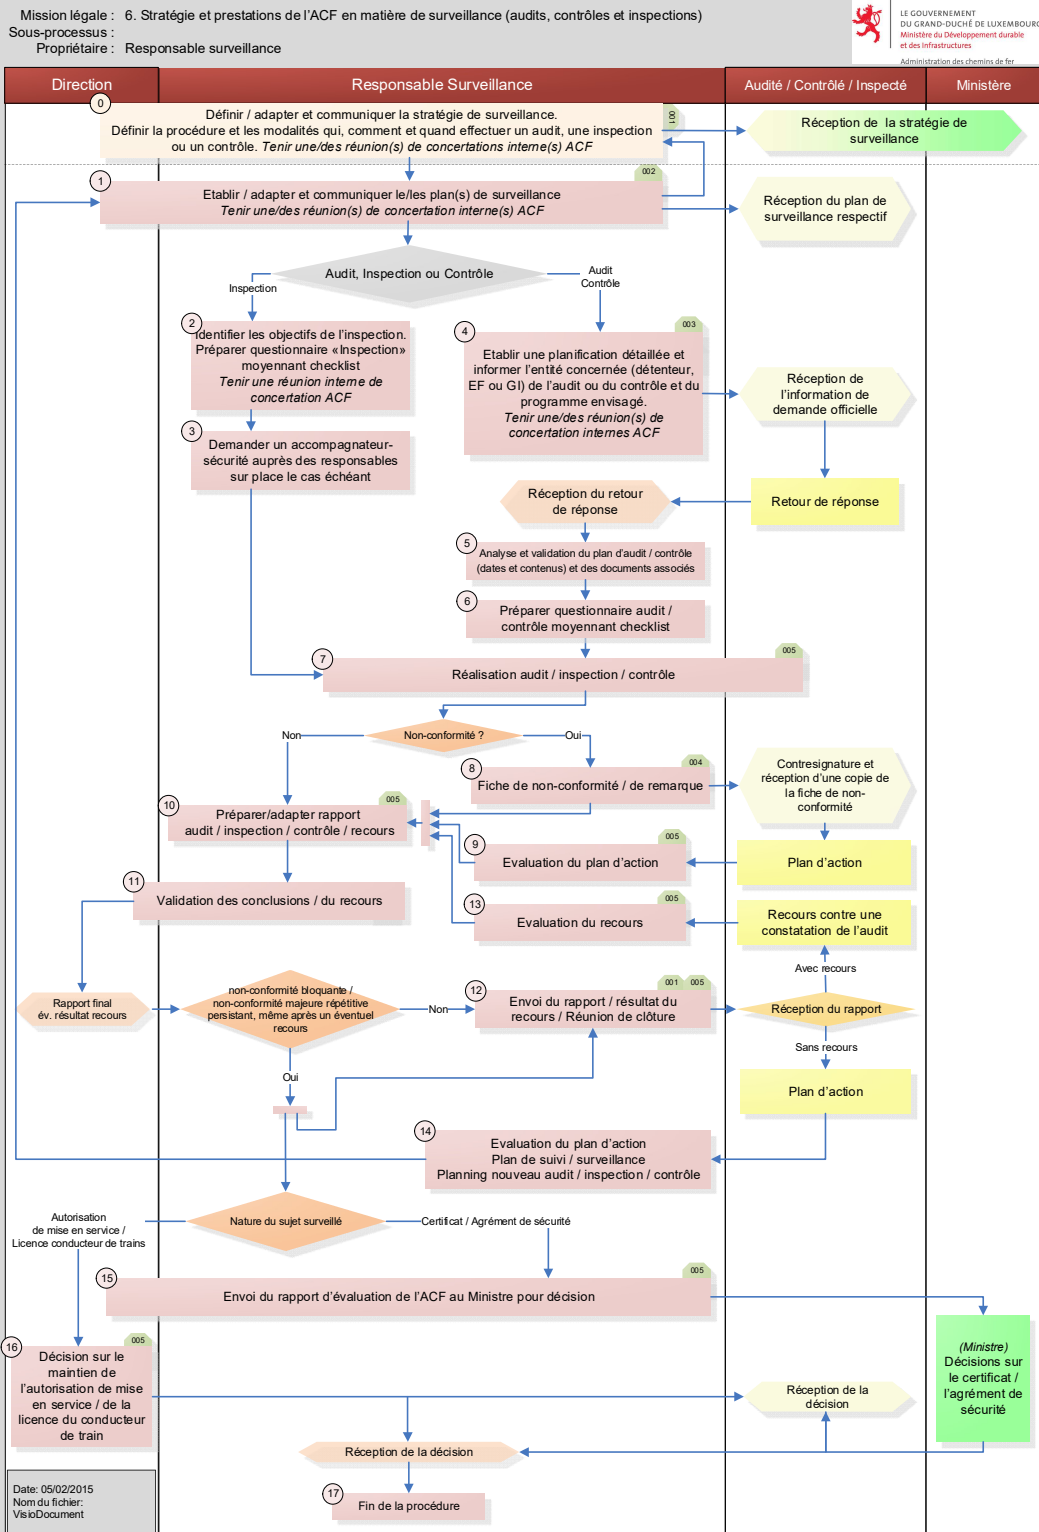 Mission légale : 6. Stratégie et prestations de l'ACF en matière de surveillance (audits, contrôles et inspections)
Sous-processus :
Propriétaire : Responsable surveillance
LE GOUVERNEMENT
DU GRAND-DUCHÉ DE LUXEMBOURG
Ministère du Développement durable
et des Infrastructures
Administration des chemins de fer
Direction
Responsable Surveillance
Audité / Contrôlé / Inspecté
Ministère
0
Définir / adapter et communiquer la stratégie de surveillance.
Définir la procédure et les modalités qui, comment et quand effectuer un audit, une inspection
ou un contrôle. Tenir une/des réunion(s) de concertations interne(s) ACF
001
Réception de la stratégie de
surveillance
1
002
Etablir / adapter et communiquer le/les plan(s) de surveillance
Tenir une/des réunion(s) de concertation interne(s) ACF
Réception du plan de
surveillance respectif
Audit, Inspection ou Contrôle
Inspection
Audit
Contrôle
2
Identifier les objectifs de l'inspection.
Préparer questionnaire «Inspection»
moyennant checklist
Tenir une réunion interne de
concertation ACF
4
003
Etablir une planification détaillée et
informer l'entité concernée (détenteur,
EF ou GI) de l'audit ou du contrôle et du
programme envisagé.
Tenir une/des réunion(s) de
concertation internes ACF
Réception de
l'information de
demande officielle
3
Demander un accompagnateur-
sécurité auprès des responsables
sur place le cas échéant
Réception du retour
de réponse
Retour de réponse
5
Analyse et validation du plan d'audit / contrôle
(dates et contenus) et des documents associés
6
Préparer questionnaire audit /
contrôle moyennant checklist
7
005
Réalisation audit / inspection / contrôle
Non-conformité ?
Non
Oui
8
004
Fiche de non-conformité / de remarque
Contresignature et
réception d'une copie de
la fiche de non-
conformité
10
005
Préparer/adapter rapport
audit / inspection / contrôle / recours
9
005
Evaluation du plan d'action
Plan d'action
11
Validation des conclusions / du recours
13
005
Evaluation du recours
Recours contre une
constatation de l'audit
Avec recours
Rapport final
év. résultat recours
non-conformité bloquante /
non-conformité majeure répétitive
persistant, même après un éventuel
recours
Non
12
001 005
Envoi du rapport / résultat du
recours / Réunion de clôture
Réception du rapport
Sans recours
Oui
Plan d'action
14
Evaluation du plan d'action
Plan de suivi / surveillance
Planning nouveau audit / inspection / contrôle
Nature du sujet surveillé
Autorisation
de mise en service /
Licence conducteur de trains
Certificat / Agrément de sécurité
15
005
Envoi du rapport d'évaluation de l'ACF au Ministre pour décision
16
005
Décision sur le
maintien de
l'autorisation de mise
en service / de la
licence du conducteur
de train
(Ministre)
Décisions sur
le certificat /
l'agrément de
sécurité
Réception de la
décision
Réception de la décision
17
Fin de la procédure
Date: 05/02/2015
Nom du fichier:
VisioDocument